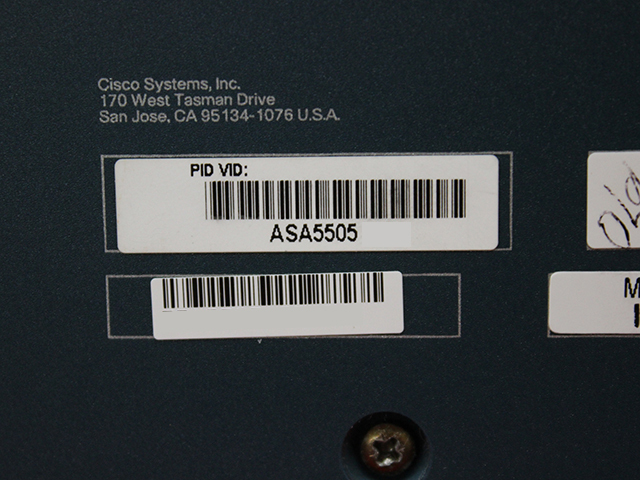 Cisco Systems, Inc.
170 West Tasman Drive
San Jose, CA 95134-1076 U.S.A.
PID VID:
ASA5505